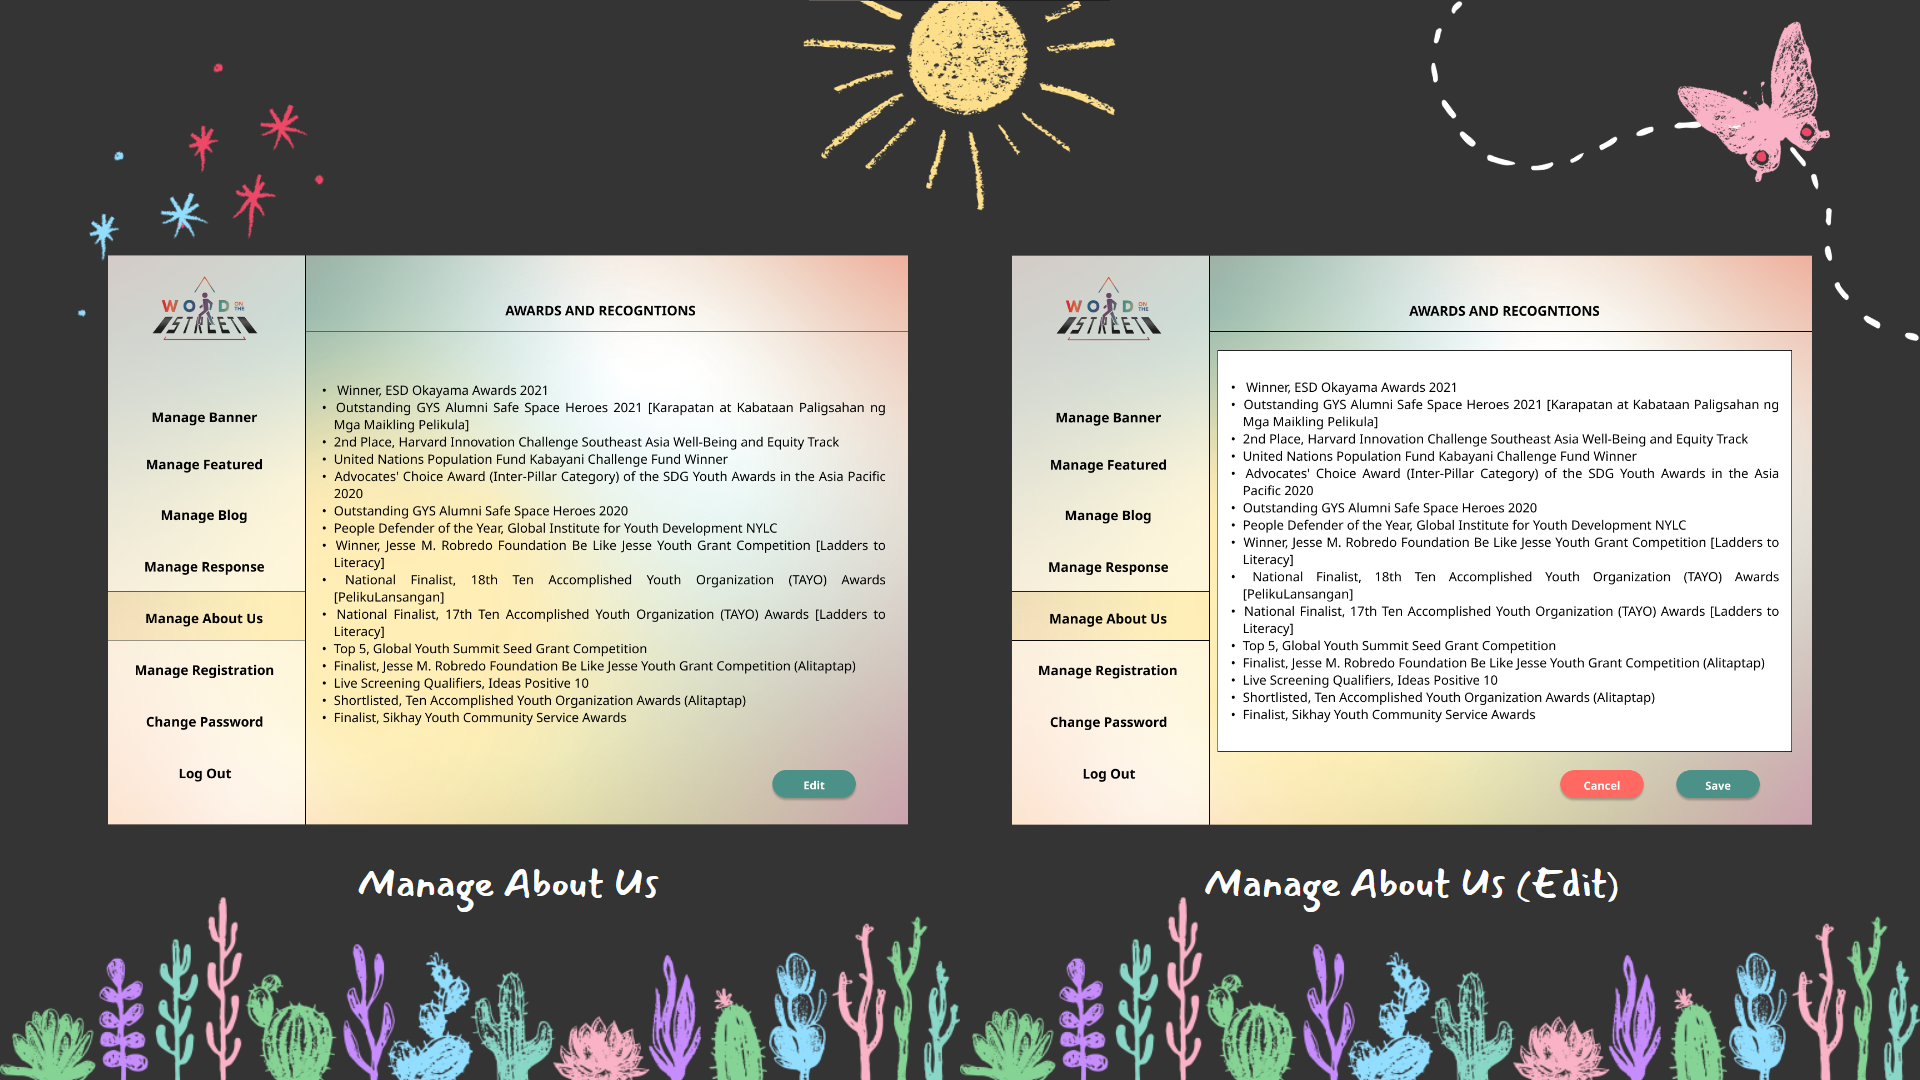 WORD ON THE
STREET
AWARDS AND RECOGNTIONS
Manage Banner
Manage Featured
Manage Blog
Manage Response
Manage About Us
Manage Registration
Change Password
Log Out
• Winner, ESD Okayama Awards 2021
• Outstanding GYS Alumni Safe Space Heroes 2021 [Karapatan at Kabataan Paligsahan ng
Mga Maikling Pelikula]
• 2nd Place, Harvard Innovation Challenge Southeast Asia Well-Being and Equity Track
• United Nations Population Fund Kabayani Challenge Fund Winner
• Advocates' Choice Award (Inter-Pillar Category) of the SDG Youth Awards in the Asia Pacific
2020
• Outstanding GYS Alumni Safe Space Heroes 2020
• People Defender of the Year, Global Institute for Youth Development NYLC
• Winner, Jesse M. Robredo Foundation Be Like Jesse Youth Grant Competition [Ladders to
Literacy]
• National Finalist, 18th Ten Accomplished Youth Organization (TAYO) Awards
[PelikuLansangan]
• National Finalist, 17th Ten Accomplished Youth Organization (TAYO) Awards [Ladders to
Literacy]
• Top 5, Global Youth Summit Seed Grant Competition
• Finalist, Jesse M. Robredo Foundation Be Like Jesse Youth Grant Competition (Alitaptap)
• Live Screening Qualifiers, Ideas Positive 10
• Shortlisted, Ten Accomplished Youth Organization Awards (Alitaptap)
• Finalist, Sikhay Youth Community Service Awards
Edit
Manage About Us
WORD ON THE
STREET
AWARDS AND RECOGNTIONS
Manage Banner
Manage Featured
Manage Blog
Manage Response
Manage About Us
Manage Registration
Change Password
Log Out
• Winner, ESD Okayama Awards 2021
• Outstanding GYS Alumni Safe Space Heroes 2021 [Karapatan at Kabataan Paligsahan ng
Mga Maikling Pelikula]
• 2nd Place, Harvard Innovation Challenge Southeast Asia Well-Being and Equity Track
• United Nations Population Fund Kabayani Challenge Fund Winner
• Advocates' Choice Award (Inter-Pillar Category) of the SDG Youth Awards in the Asia
Pacific 2020
• Outstanding GYS Alumni Safe Space Heroes 2020
• People Defender of the Year, Global Institute for Youth Development NYLC
• Winner, Jesse M. Robredo Foundation Be Like Jesse Youth Grant Competition [Ladders to
Literacy]
• National Finalist, 18th Ten Accomplished Youth Organization (TAYO) Awards
[PelikuLansangan]
• National Finalist, 17th Ten Accomplished Youth Organization (TAYO) Awards [Ladders to
Literacy]
• Top 5, Global Youth Summit Seed Grant Competition
• Finalist, Jesse M. Robredo Foundation Be Like Jesse Youth Grant Competition (Alitaptap)
• Live Screening Qualifiers, Ideas Positive 10
• Shortlisted, Ten Accomplished Youth Organization Awards (Alitaptap)
• Finalist, Sikhay Youth Community Service Awards
Cancel
Save
Manage About Us (Edit)